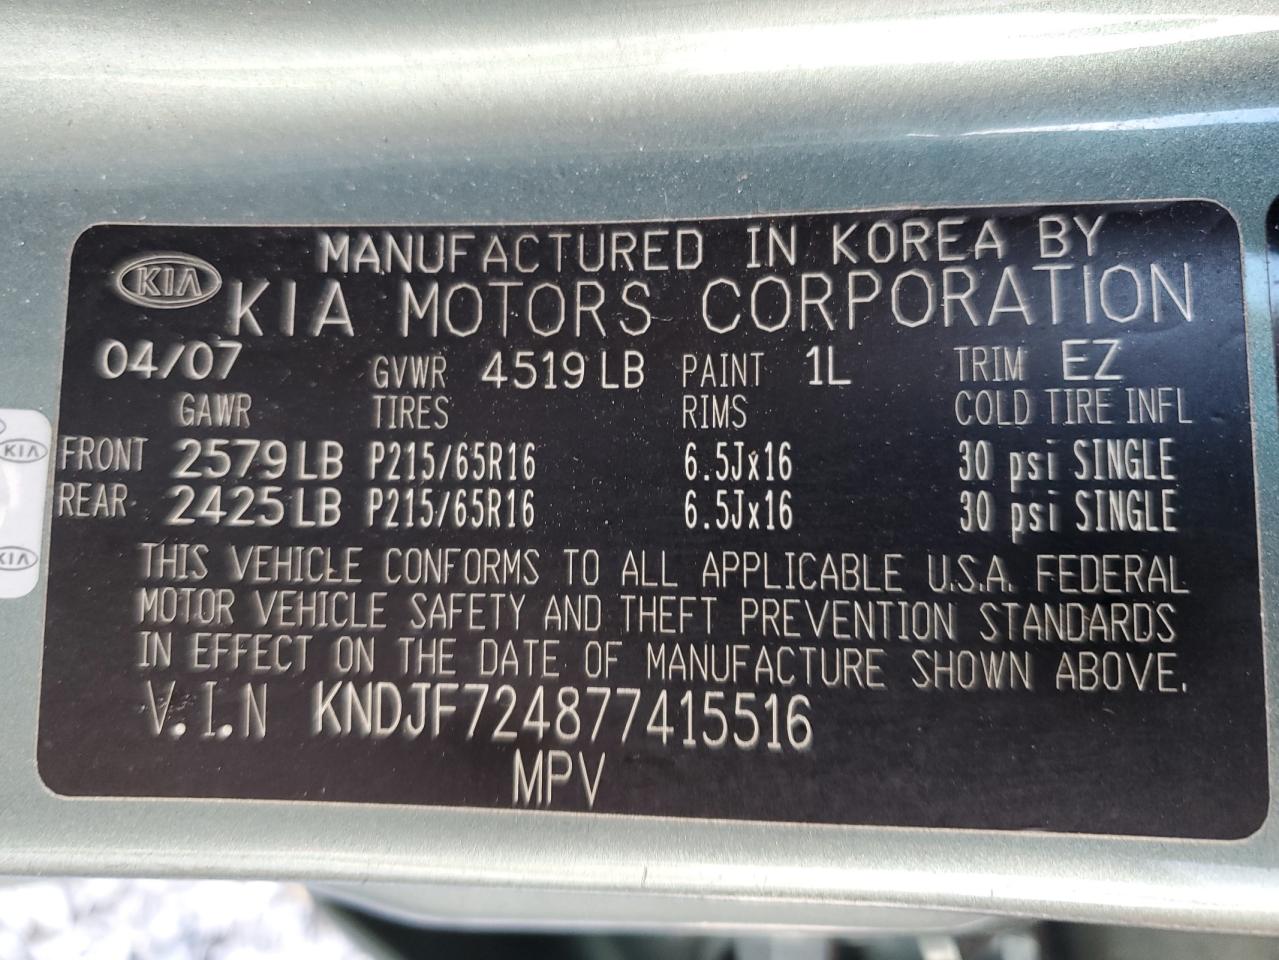 MANUFACTURED IN KOREA BY
KIA KIA MOTORS CORPORATION
04/07 GVWR 4519 LB PAINT 1L TRIM EZ
GAWR TIRES RIMS COLD TIRE INFL
FRONT 2579 LB P215/65R16 6.5Jx16 30 psi SINGLE
REAR 2425 LB P215/65R16 6.5Jx16 30 psi SINGLE
THIS VEHICLE CONFORMS TO ALL APPLICABLE U.S.A. FEDERAL
MOTOR VEHICLE SAFETY AND THEFT PREVENTION STANDARDS
IN EFFECT ON THE DATE OF MANUFACTURE SHOWN ABOVE.
V.I.N KNDJF724877415516
MPV
KIA
KIA